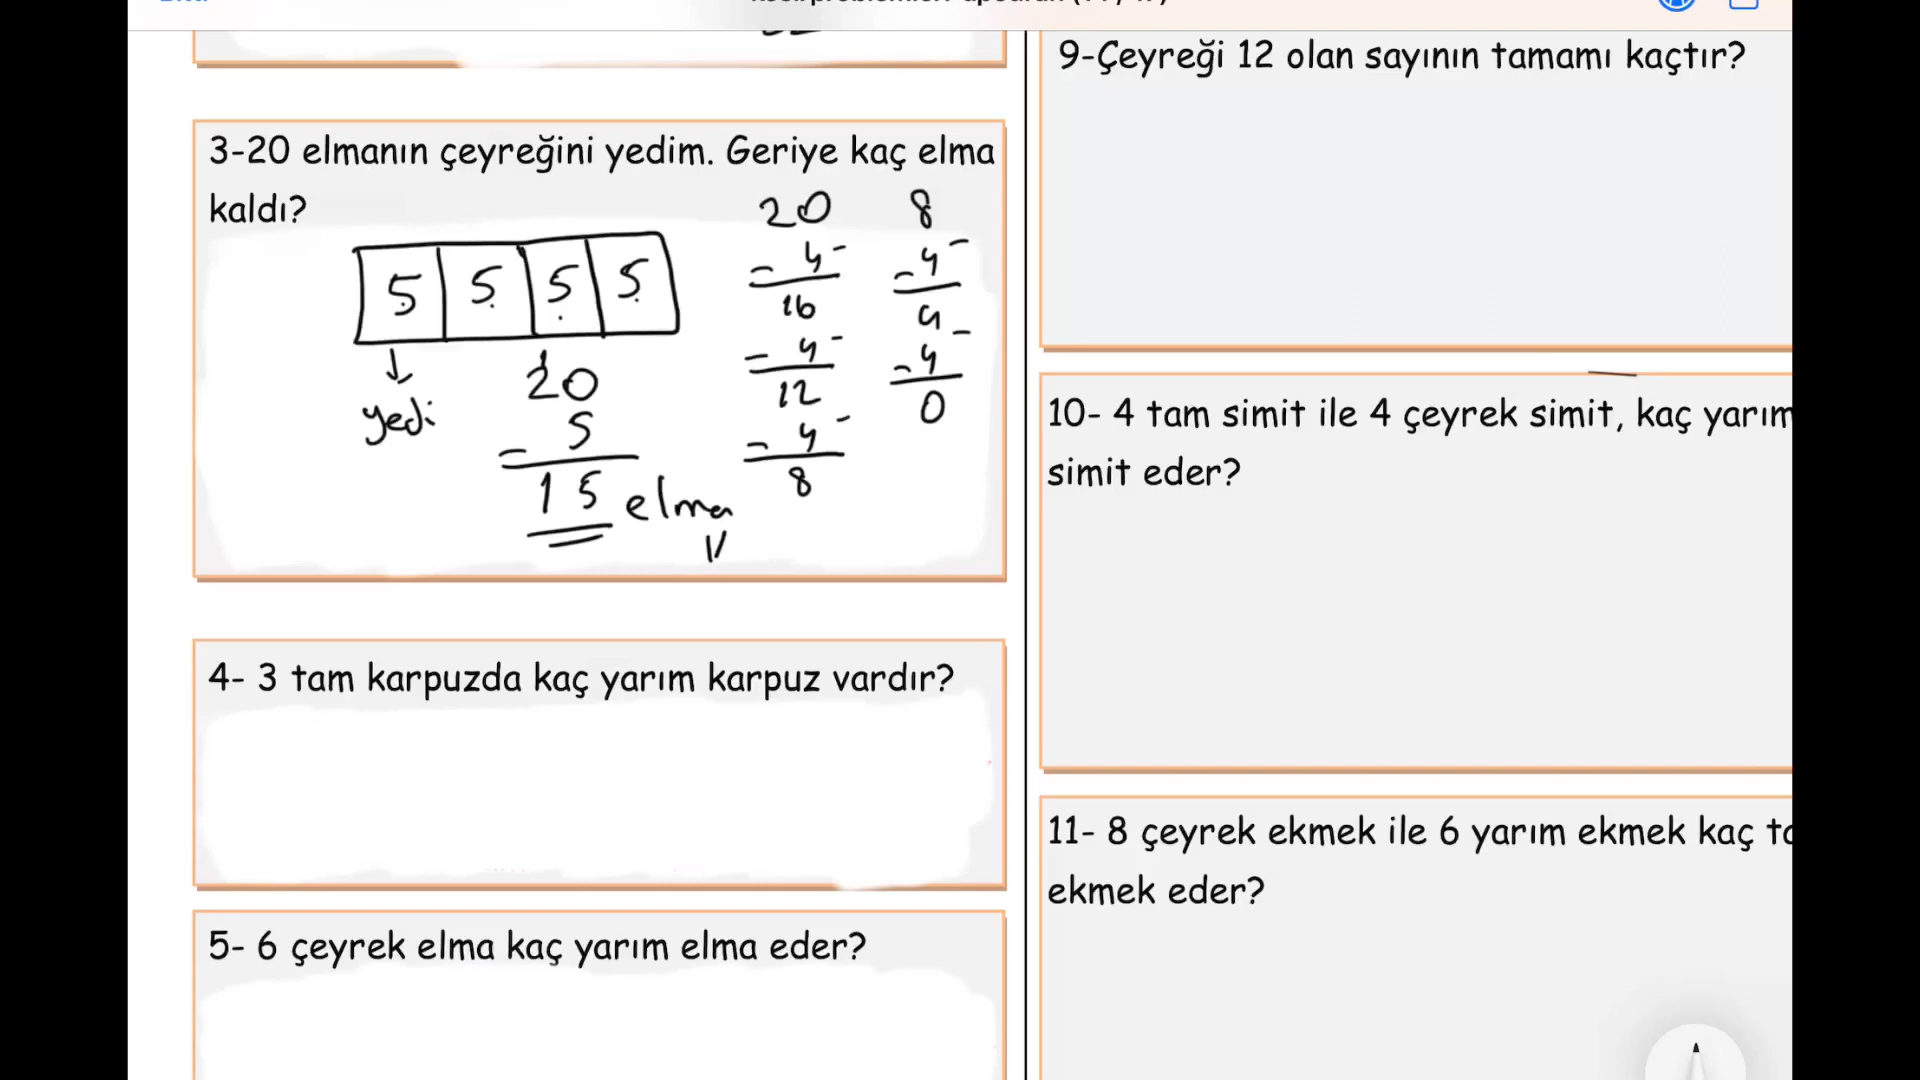 3-20 elmanın çeyreğini yedim. Geriye kaç elma
kaldı?
5 5 5 5
yedi
20
- 5
15 elma
20
- 4 -
16
- 4 -
12
- 4 -
8
8
- 4 -
4 -
- 4
0
4- 3 tam karpuzda kaç yarım karpuz vardır?
5- 6 çeyrek elma kaç yarım elma eder?
9-Çeyreği 12 olan sayının tamamı kaçtır?
10- 4 tam simit ile 4 çeyrek simit, kaç yarım
simit eder?
11- 8 çeyrek ekmek ile 6 yarım ekmek kaç
ekmek eder?